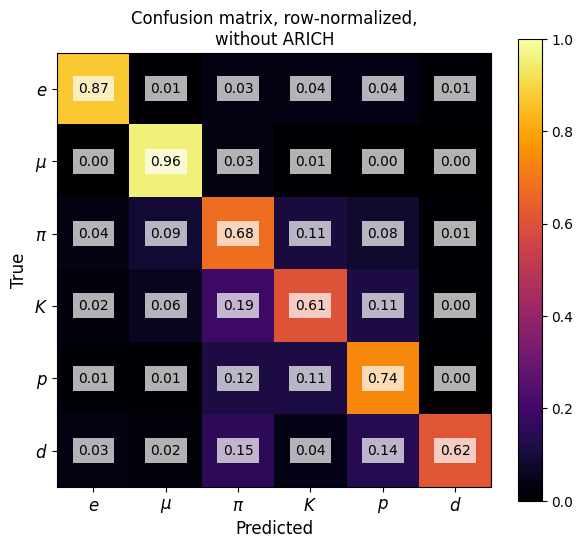 Confusion matrix, row-normalized,
without ARICH
True
e 0.87 0.01 0.03 0.04 0.04 0.01
μ 0.00 0.96 0.03 0.01 0.00 0.00
π 0.04 0.09 0.68 0.11 0.08 0.01
K 0.02 0.06 0.19 0.61 0.11 0.00
p 0.01 0.01 0.12 0.11 0.74 0.00
d 0.03 0.02 0.15 0.04 0.14 0.62
e μ π K p d
Predicted
1.0
0.8
0.6
0.4
0.2
0.0